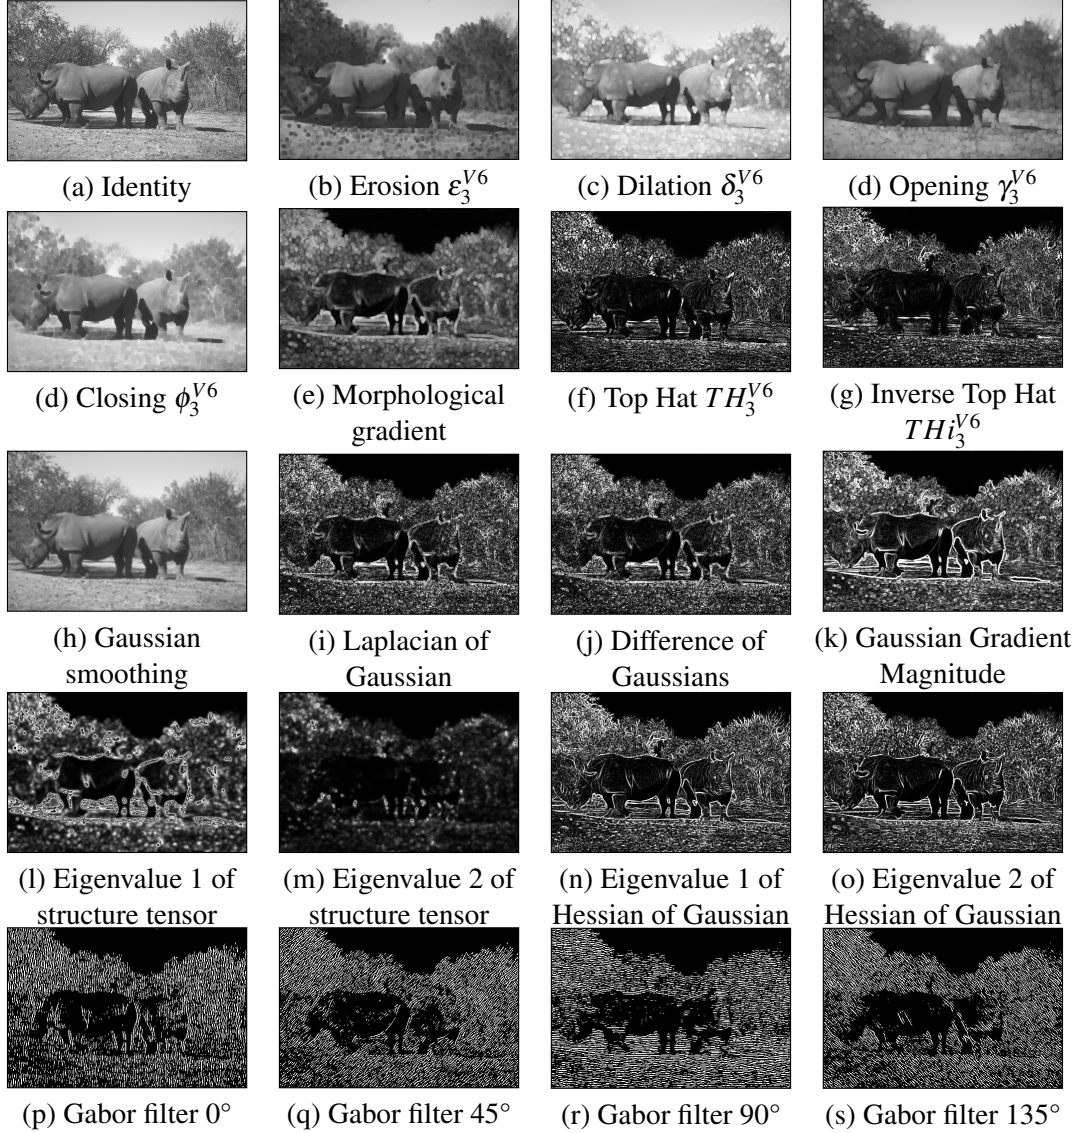 (a) Identity
(b) Erosion ε₃^{V6}
(c) Dilation δ₃^{V6}
(d) Opening γ₃^{V6}
(d) Closing ϕ₃^{V6}
(e) Morphological
gradient
(f) Top Hat TH₃^{V6}
(g) Inverse Top Hat
THi₃^{V6}
(h) Gaussian
smoothing
(i) Laplacian of
Gaussian
(j) Difference of
Gaussians
(k) Gaussian Gradient
Magnitude
(l) Eigenvalue 1 of
structure tensor
(m) Eigenvalue 2 of
structure tensor
(n) Eigenvalue 1 of
Hessian of Gaussian
(o) Eigenvalue 2 of
Hessian of Gaussian
(p) Gabor filter 0°
(q) Gabor filter 45°
(r) Gabor filter 90°
(s) Gabor filter 135°